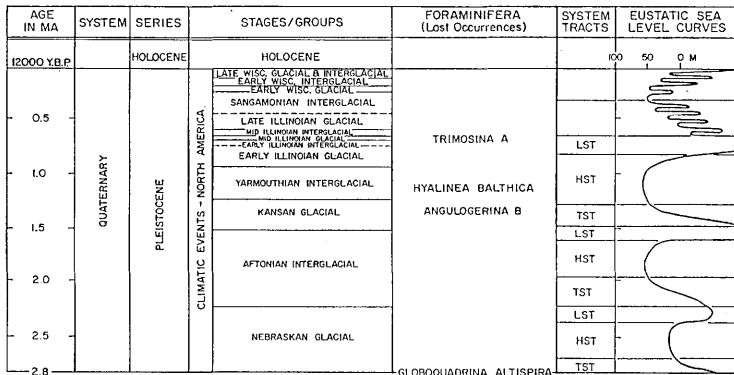 AGE IN MA
SYSTEM
SERIES
STAGES/GROUPS
FORAMINIFERA
(Lost Occurrences)
SYSTEM TRACTS
EUSTATIC SEA LEVEL CURVES
12000 Y.B.P.
HOLOCENE
HOLOCENE
100 50 0 M
QUATERNARY
PLEISTOCENE
CLIMATIC EVENTS - NORTH AMERICA
LATE WISC. GLACIAL & INTERGLACIAL
EARLY WISC. INTERGLACIAL
EARLY WISC. GLACIAL
SANGAMONIAN INTERGLACIAL
0.5
LATE ILLINOIAN GLACIAL
MID ILLINOIAN INTERGLACIAL
MID ILLINOIAN GLACIAL
EARLY ILLINOIAN INTERGLACIAL
EARLY ILLINOIAN GLACIAL
TRIMOSINA A
LST
1.0
YARMOUTHIAN INTERGLACIAL
HYALINEA BALTHICA
HST
KANSAN GLACIAL
ANGULOGERINA B
TST
1.5
LST
AFTONIAN INTERGLACIAL
HST
2.0
TST
LST
2.5
NEBRASKAN GLACIAL
HST
2.8
GLOBOQUADRINA ALTISPIRA
TST